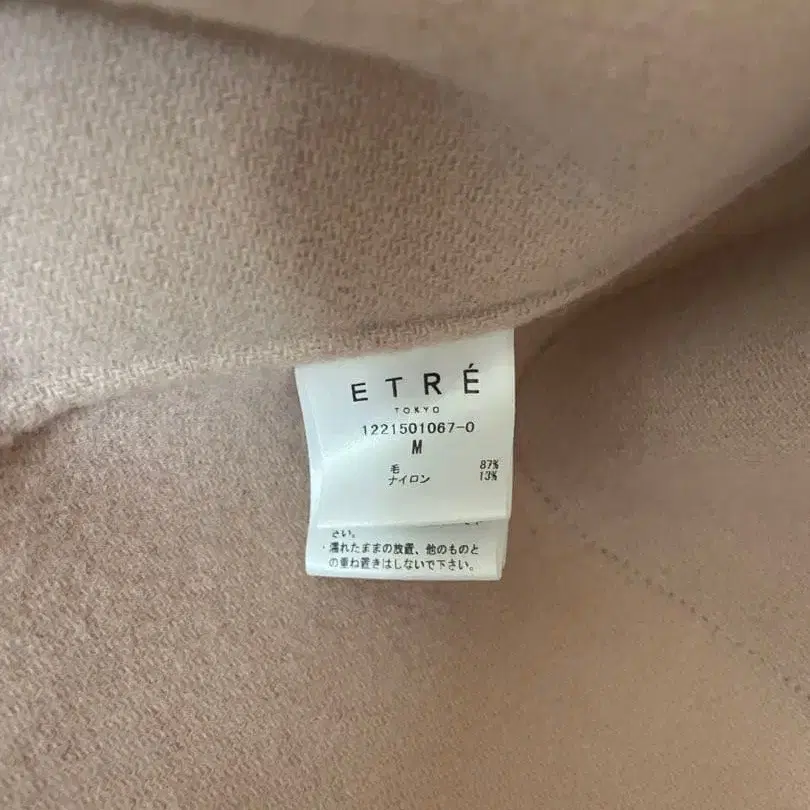 ETRÉ
TOKYO
1221501067-0
M
毛 87%
ナイロン 13%
さい。
・濡れたままの放置、他のものと
の重ね置きはしないで下さい。